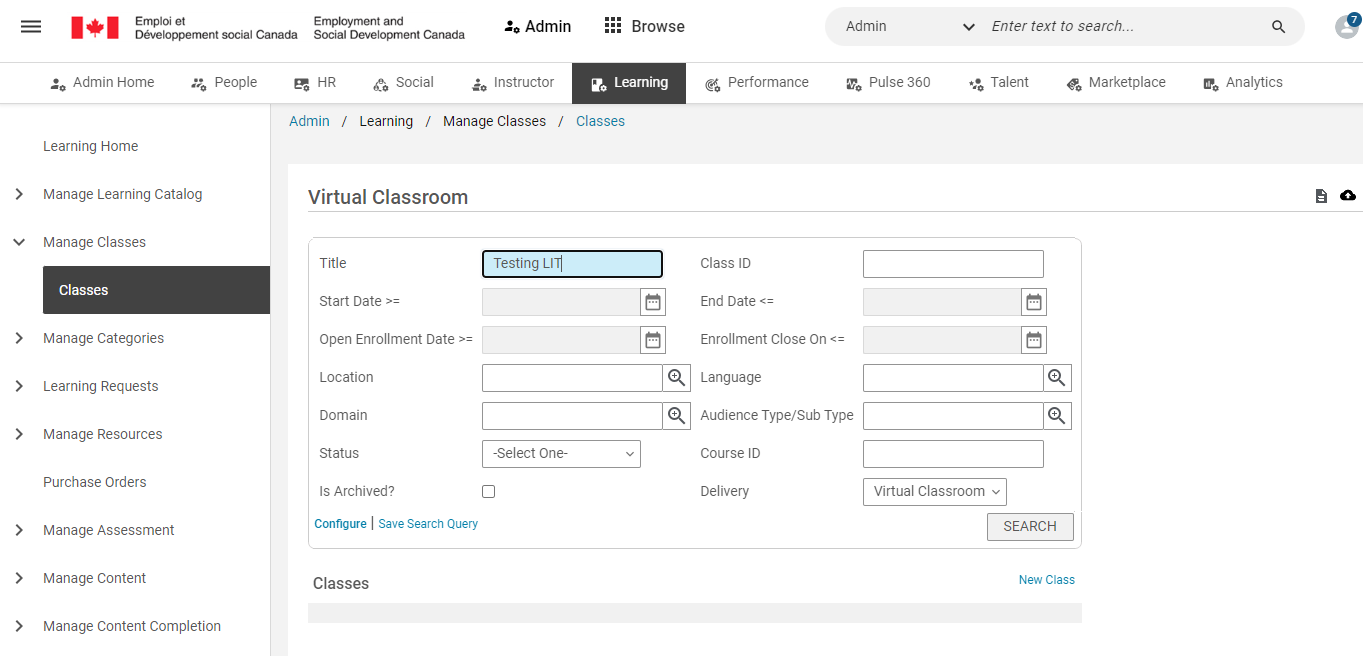 Emploi et
Développement social Canada
Employment and
Social Development Canada
Admin
Browse
Admin
Enter text to search...
7
Admin Home
People
HR
Social
Instructor
Learning
Performance
Pulse 360
Talent
Marketplace
Analytics
Admin / Learning / Manage Classes / Classes
Learning Home
Manage Learning Catalog
Manage Classes
Classes
Manage Categories
Learning Requests
Manage Resources
Purchase Orders
Manage Assessment
Manage Content
Manage Content Completion
Virtual Classroom
Title Testing LIT Class ID
Start Date >= End Date <=
Open Enrollment Date >= Enrollment Close On <=
Location Language
Domain Audience Type/Sub Type
Status -Select One- Course ID
Is Archived? Delivery Virtual Classroom
Configure | Save Search Query SEARCH
Classes New Class